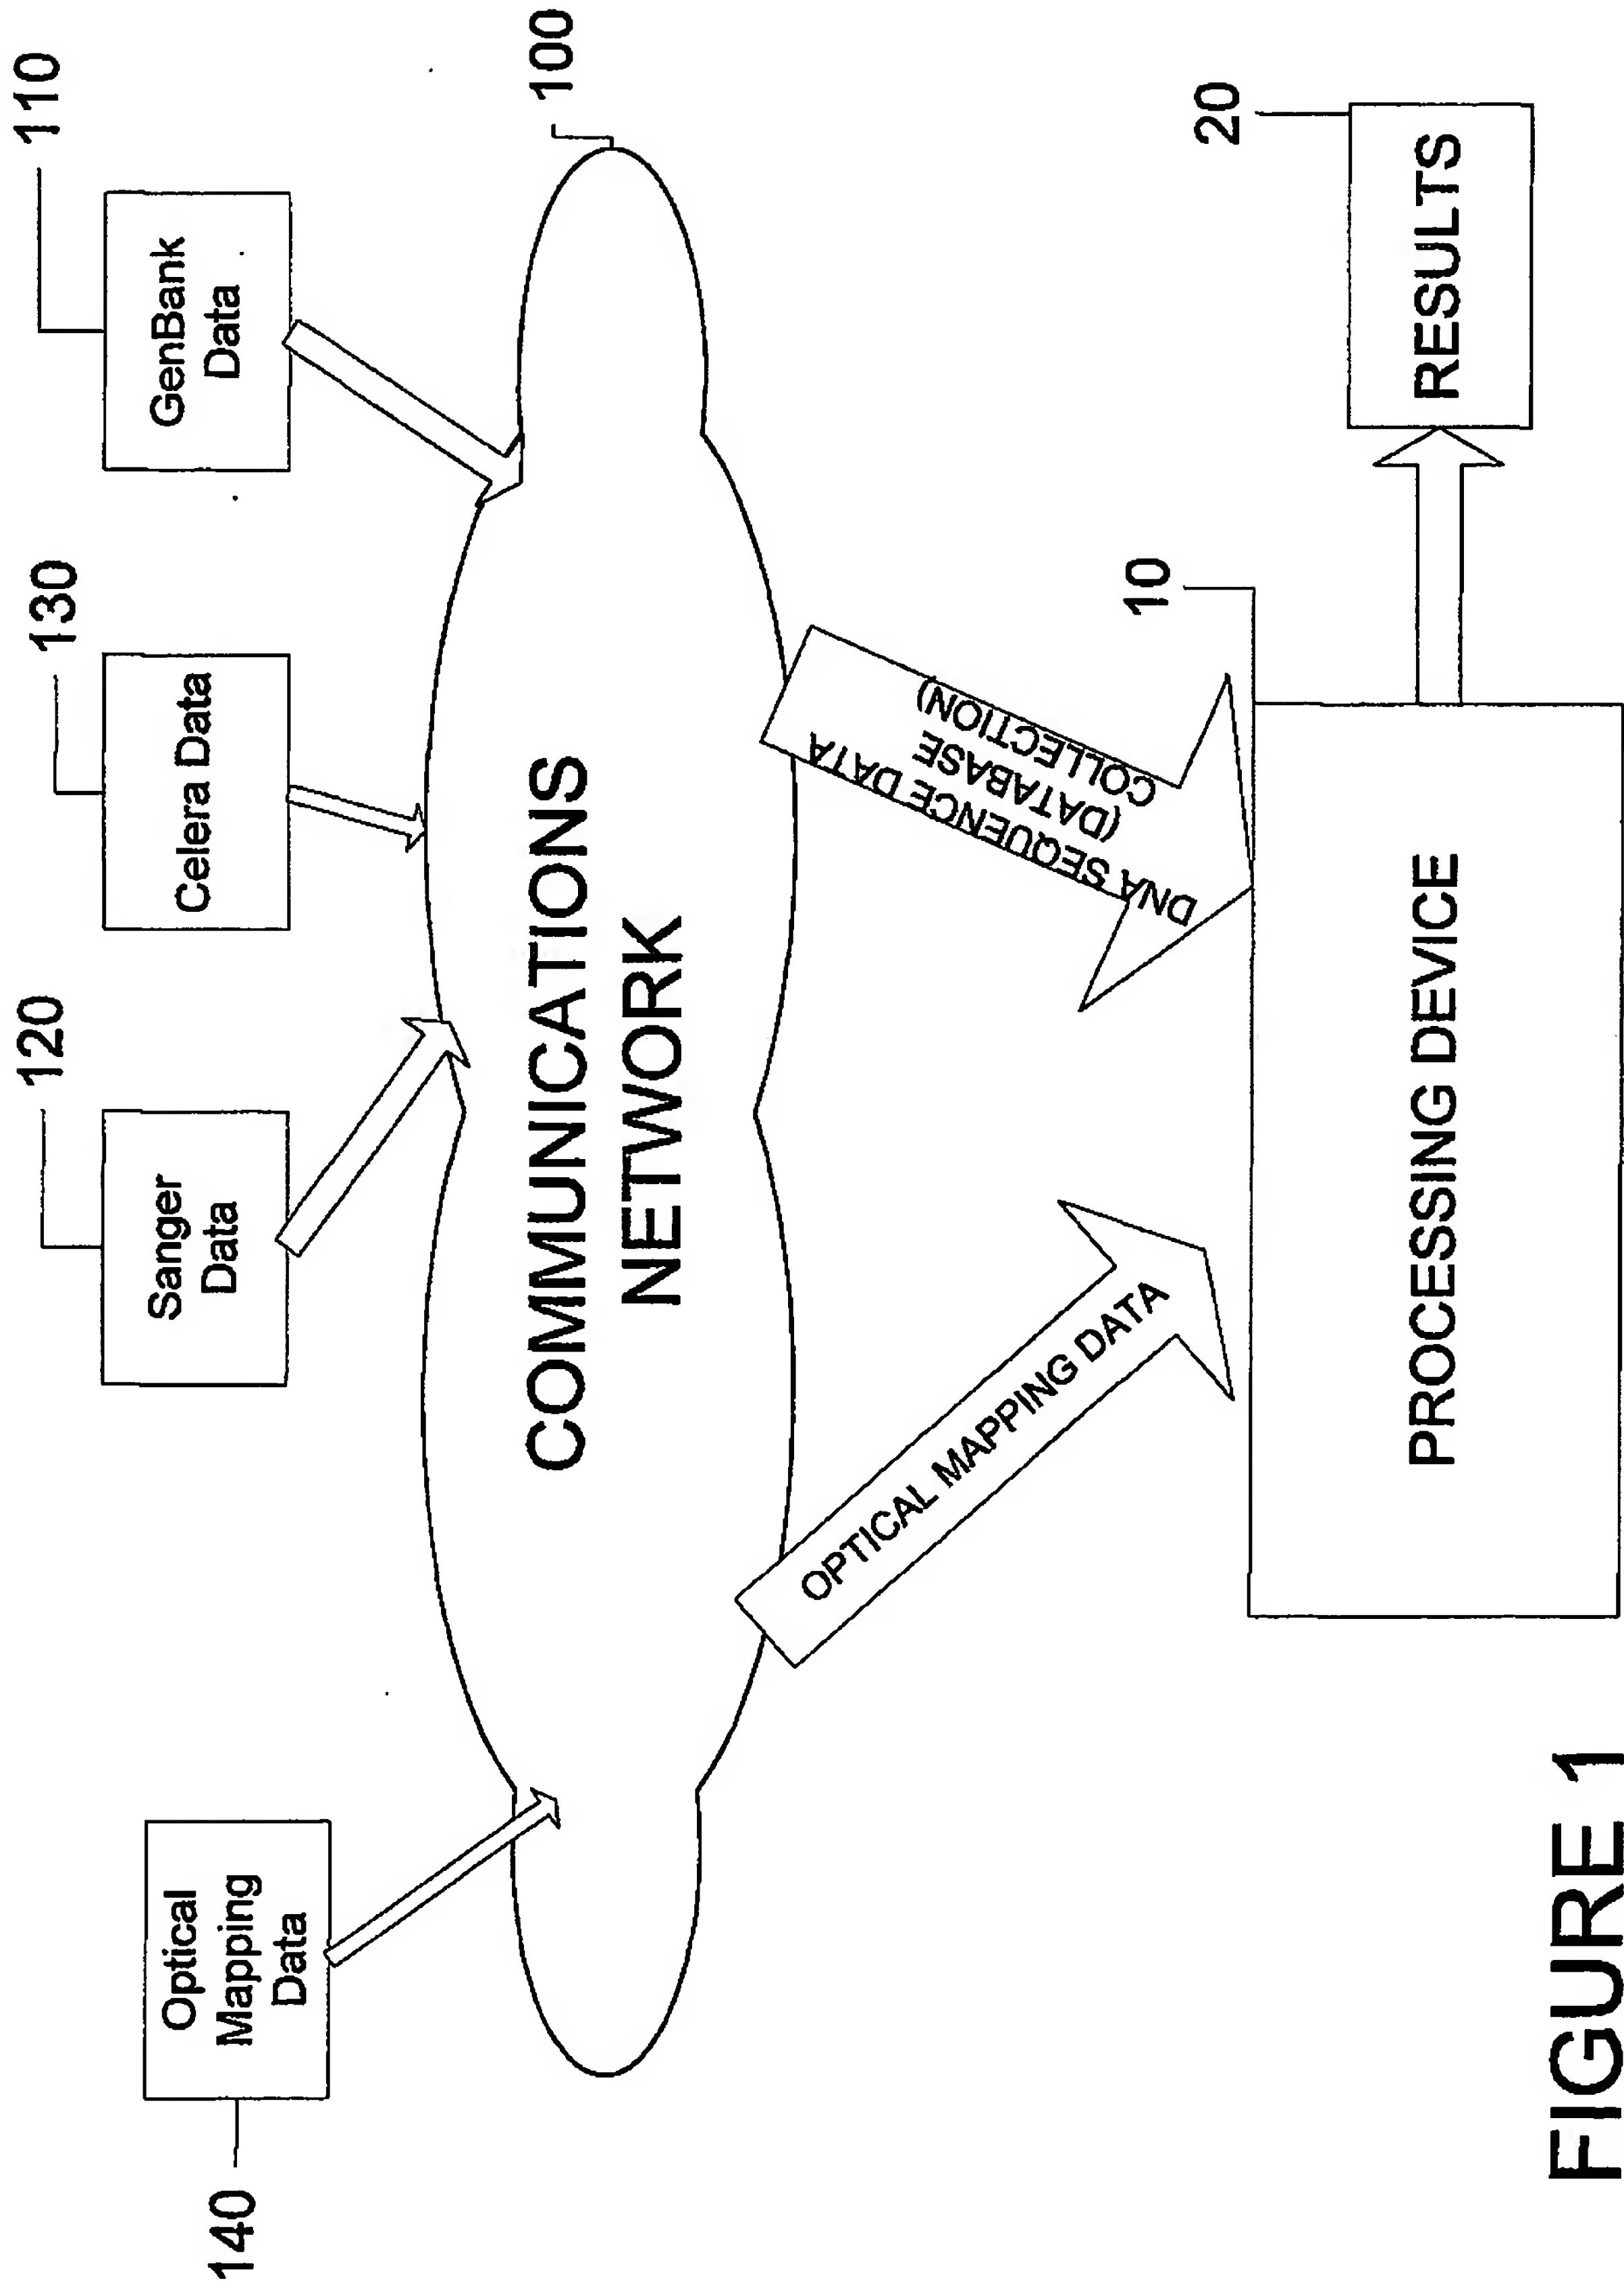 140
Optical
Mapping
Data
120
Sanger
Data
130
Celera Data
110
GenBank
Data
100
COMMUNICATIONS
NETWORK
OPTICAL MAPPING DATA
DNA SEQUENCE DATA
(DATABASE
COLLECTION)
10
PROCESSING DEVICE
20
RESULTS
FIGURE 1